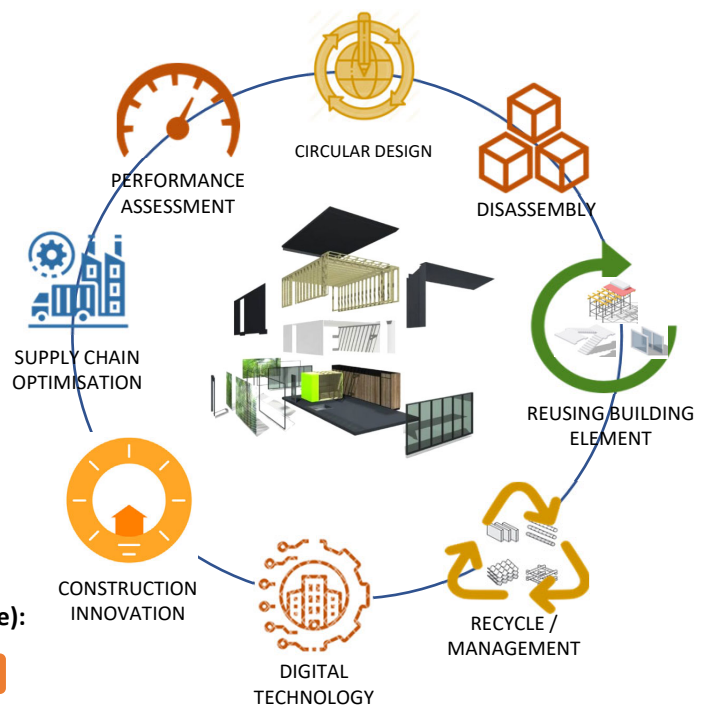 CIRCULAR DESIGN
PERFORMANCE
ASSESSMENT
DISASSEMBLY
SUPPLY CHAIN
OPTIMISATION
REUSING BUILDING
ELEMENT
CONSTRUCTION
INNOVATION
e):
RECYCLE /
MANAGEMENT
DIGITAL
TECHNOLOGY